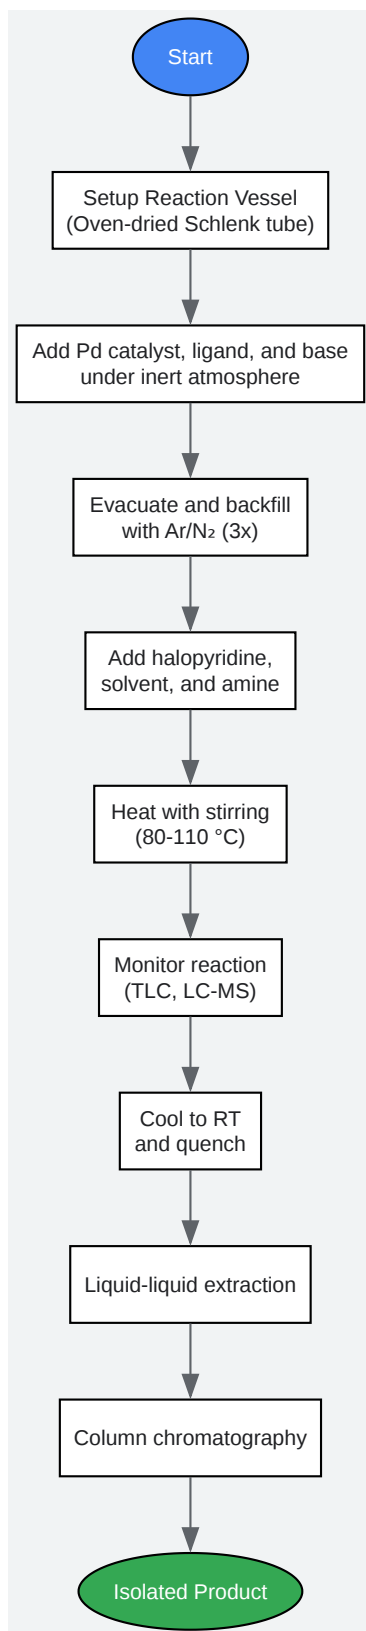 Start
Setup Reaction Vessel
(Oven-dried Schlenk tube)
Add Pd catalyst, ligand, and base
under inert atmosphere
Evacuate and backfill
with Ar/N₂ (3x)
Add halopyridine,
solvent, and amine
Heat with stirring
(80-110 °C)
Monitor reaction
(TLC, LC-MS)
Cool to RT
and quench
Liquid-liquid extraction
Column chromatography
Isolated Product